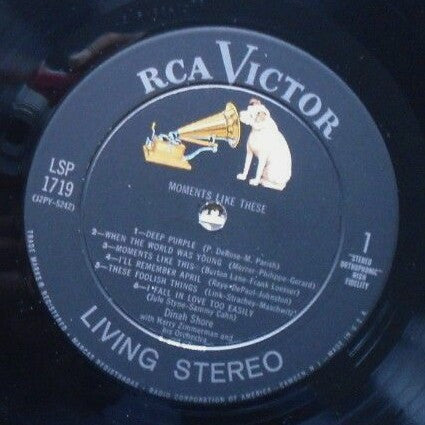 RCA VICTOR
LSP
1719
(J2PY-5242)
MOMENTS LIKE THESE
1
"STEREO
ORTHOPHONIC"
HIGH
FIDELITY
1—DEEP PURPLE (P. DeRose-M. Parish)
2—WHEN THE WORLD WAS YOUNG (Mercer-Philippe-Gerard)
3—MOMENTS LIKE THIS (Burton Lane-Frank Loesser)
4—I'LL REMEMBER APRIL (Raye-DePaul-Johnston)
5—THESE FOOLISH THINGS (Link-Strachey-Marschwitz)
6—I FALL IN LOVE TOO EASILY
(Jule Styne-Sammy Cahn)
Dinah Shore
with Harry Zimmerman and
his Orchestra
LIVING STEREO
RADIO CORPORATION OF AMERICA — CAMDEN, N. J. MADE IN U. S. A.